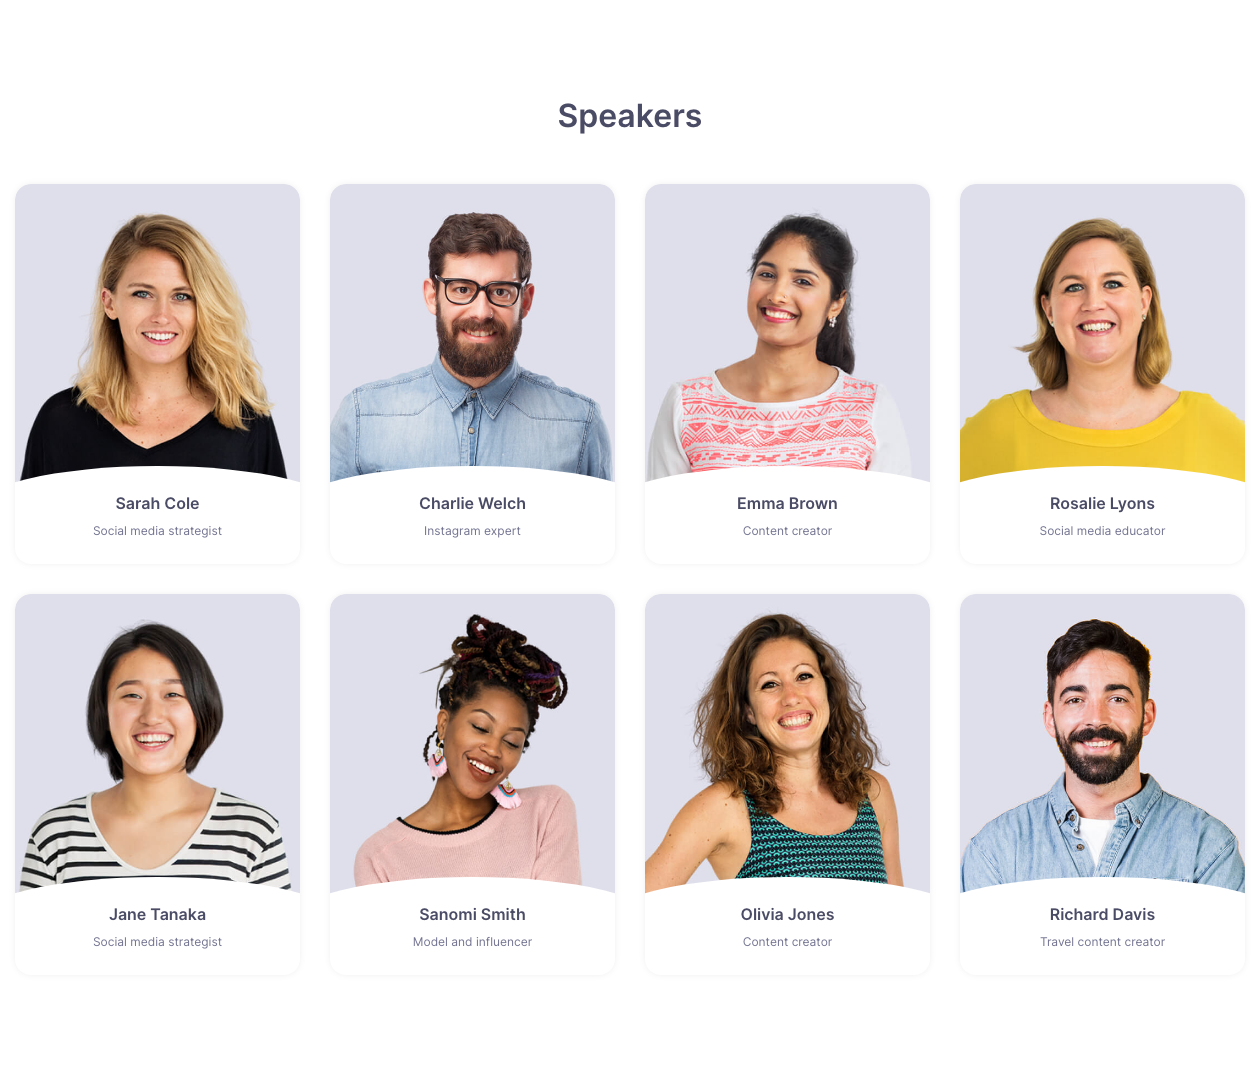 Speakers
Sarah Cole
Social media strategist
Charlie Welch
Instagram expert
Emma Brown
Content creator
Rosalie Lyons
Social media educator
Jane Tanaka
Social media strategist
Sanomi Smith
Model and influencer
Olivia Jones
Content creator
Richard Davis
Travel content creator